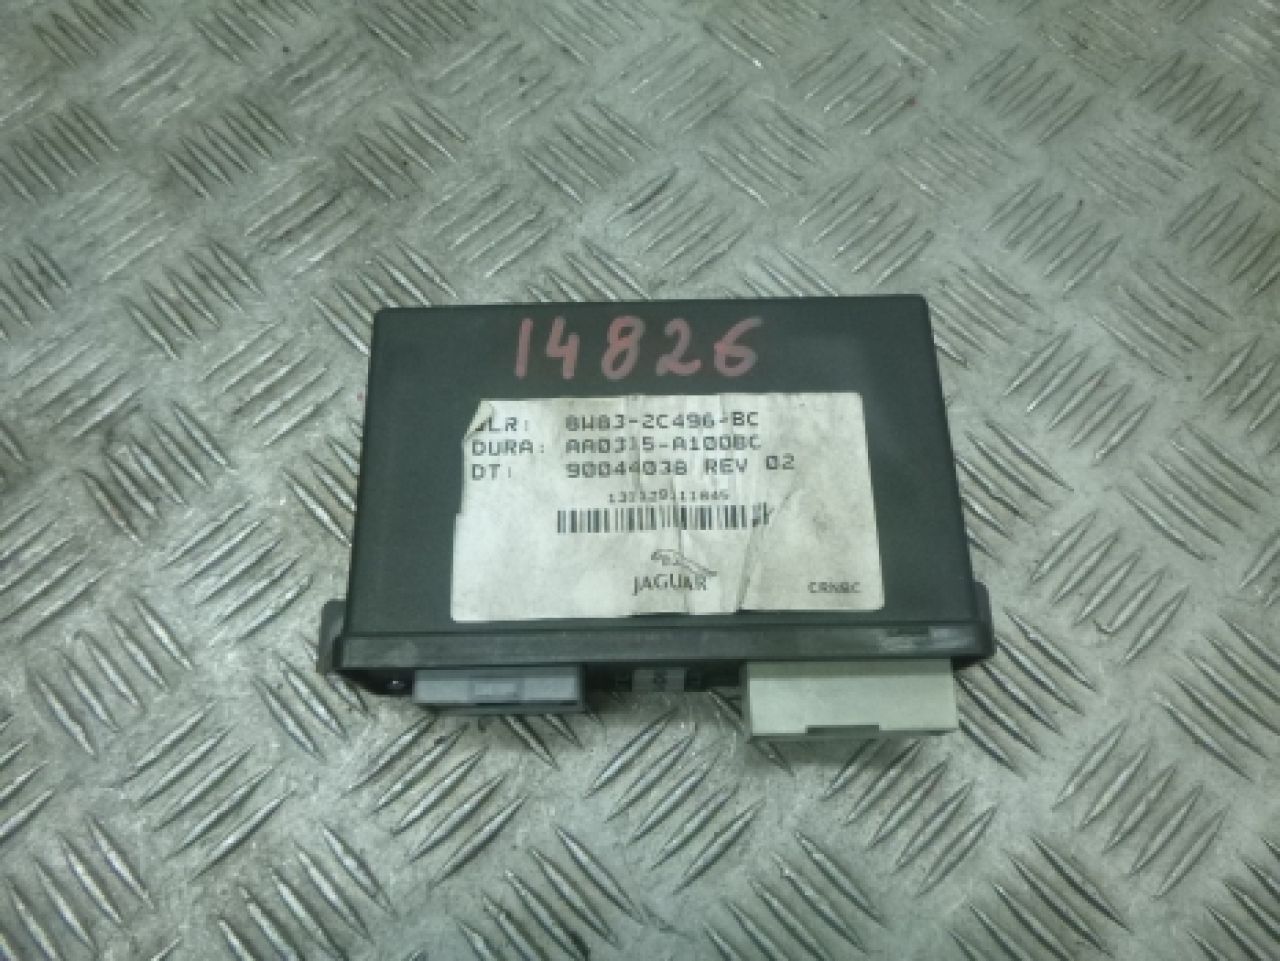 14826
JLR: 8W83-2C496-BC
DURA: AA0315-A100BC
DT: 90044038 REV 02
JAGUAR